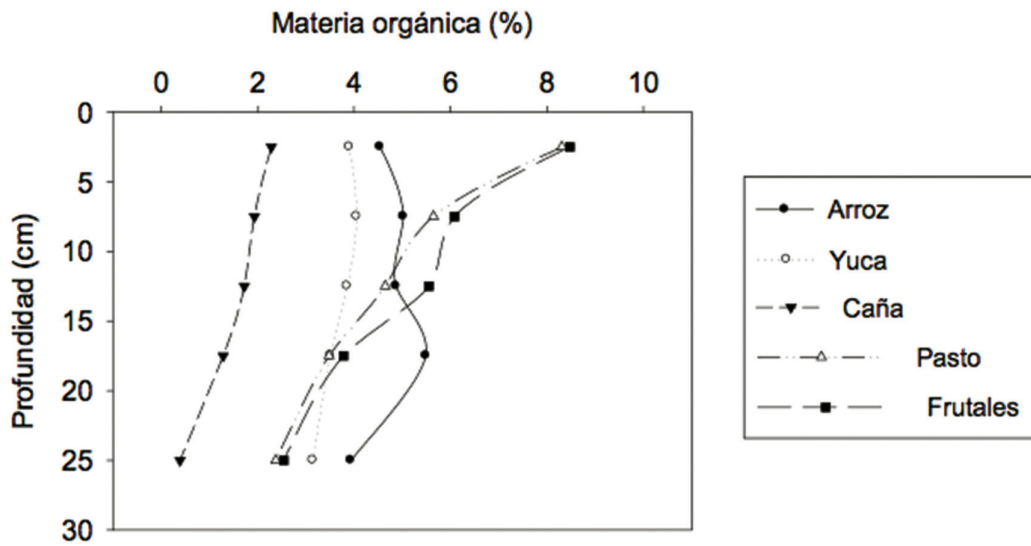 Materia orgánica (%)
0 2 4 6 8 10
Profundidad (cm)
0
5
10
15
20
25
30
Arroz
Yuca
Caña
Pasto
Frutales